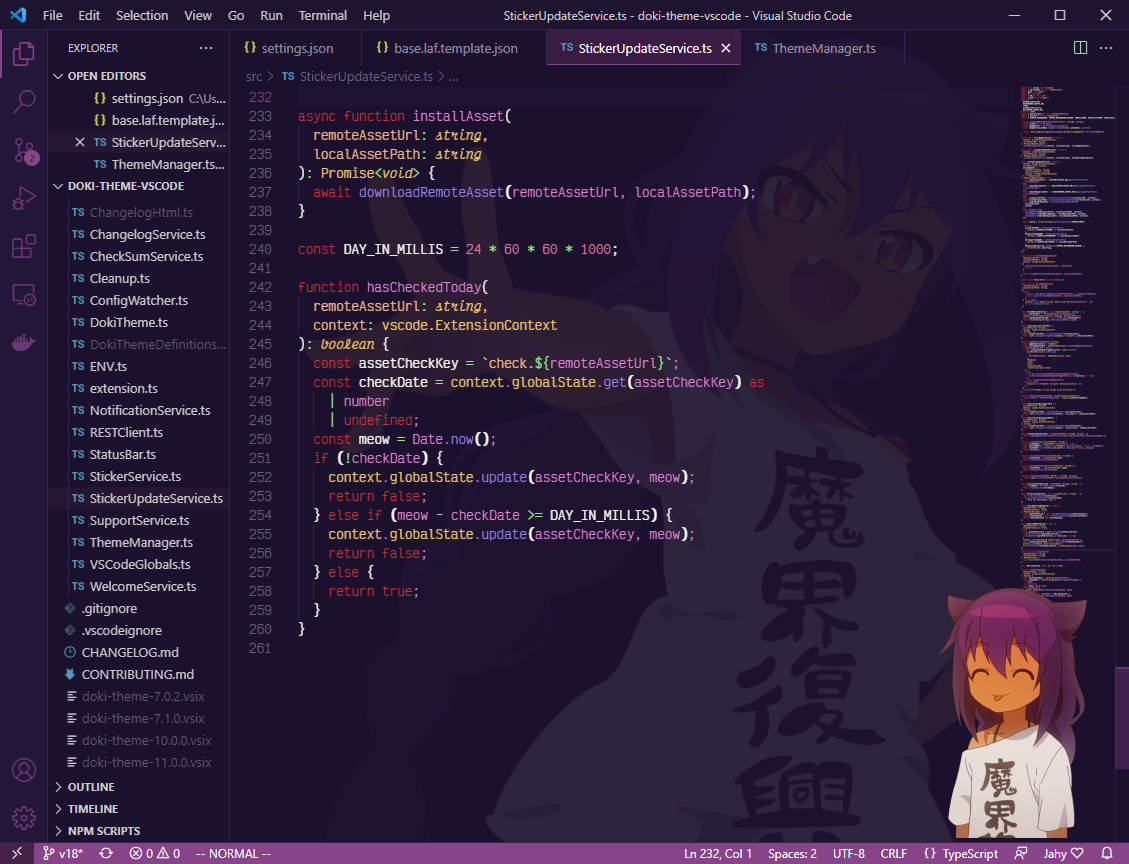 File Edit Selection View Go Run Terminal Help StickerUpdateService.ts - doki-theme-vscode - Visual Studio Code
EXPLORER ...
OPEN EDITORS
{} settings.json C:\Us...
{} base.laf.template.j...
TS StickerUpdateServ...
TS ThemeManager.ts...
DOKI-THEME-VSCODE
TS ChangelogHtml.ts
TS ChangelogService.ts
TS CheckSumService.ts
TS Cleanup.ts
TS ConfigWatcher.ts
TS DokiTheme.ts
TS DokiThemeDefinitions...
TS ENV.ts
TS extension.ts
TS NotificationService.ts
TS RESTClient.ts
TS StatusBar.ts
TS StickerService.ts
TS StickerUpdateService.ts
TS SupportService.ts
TS ThemeManager.ts
TS VSCodeGlobals.ts
TS WelcomeService.ts
.gitignore
.vscodeignore
CHANGELOG.md
CONTRIBUTING.md
doki-theme-7.0.2.vsix
doki-theme-7.1.0.vsix
doki-theme-10.0.0.vsix
doki-theme-11.0.0.vsix
OUTLINE
TIMELINE
NPM SCRIPTS
2
{} settings.json {} base.laf.template.json TS StickerUpdateService.ts TS ThemeManager.ts
src > TS StickerUpdateService.ts > ...
232
233 async function installAsset(
234 remoteAssetUrl: string,
235 localAssetPath: string
236 ): Promise<void> {
237 await downloadRemoteAsset(remoteAssetUrl, localAssetPath);
238 }
239
240 const DAY_IN_MILLIS = 24 * 60 * 60 * 1000;
241
242 function hasCheckedToday(
243 remoteAssetUrl: string,
244 context: vscode.ExtensionContext
245 ): boolean {
246 const assetCheckKey = `check.${remoteAssetUrl}`;
247 const checkDate = context.globalState.get(assetCheckKey) as
248 | number
249 | undefined;
250 const meow = Date.now();
251 if (!checkDate) {
252 context.globalState.update(assetCheckKey, meow);
253 return false;
254 } else if (meow - checkDate >= DAY_IN_MILLIS) {
255 context.globalState.update(assetCheckKey, meow);
256 return false;
257 } else {
258 return true;
259 }
260 }
261
魔界復興
魔界
v18* 0 0 -- NORMAL -- Ln 232, Col 1 Spaces: 2 UTF-8 CRLF {} TypeScript Jahy ♡